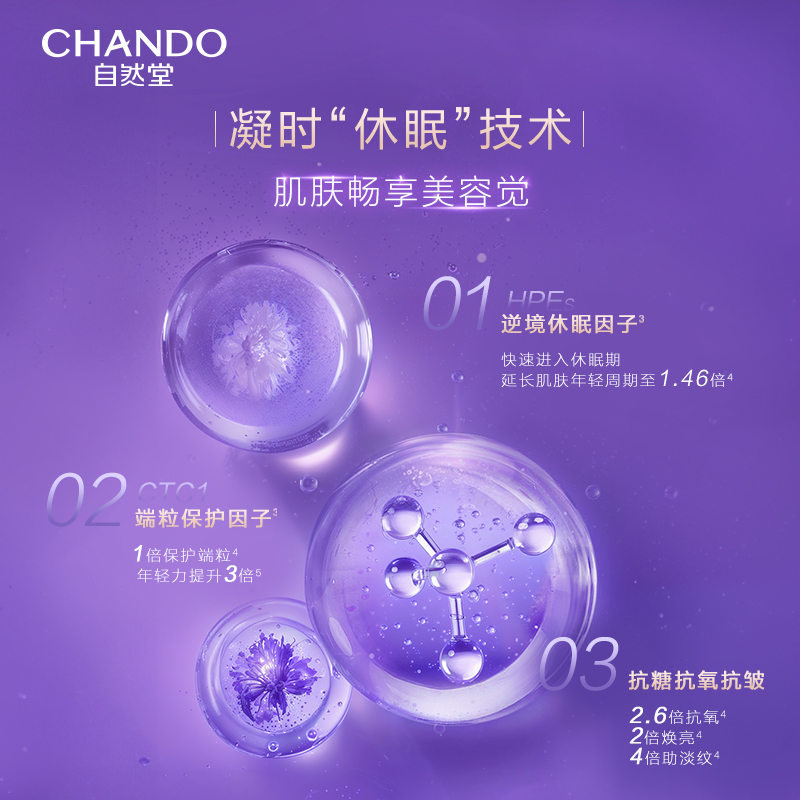 CHANDO
自然堂
凝时“休眠”技术
肌肤畅享美容觉
01 HPFs
逆境休眠因子³
快速进入休眠期
延长肌肤年轻周期至1.46倍⁴
02 CTC1
端粒保护因子³
1倍保护端粒⁴
年轻力提升3倍⁵
03
抗糖抗氧抗皱
2.6倍抗氧⁴
2倍焕亮⁴
4倍助淡纹⁴